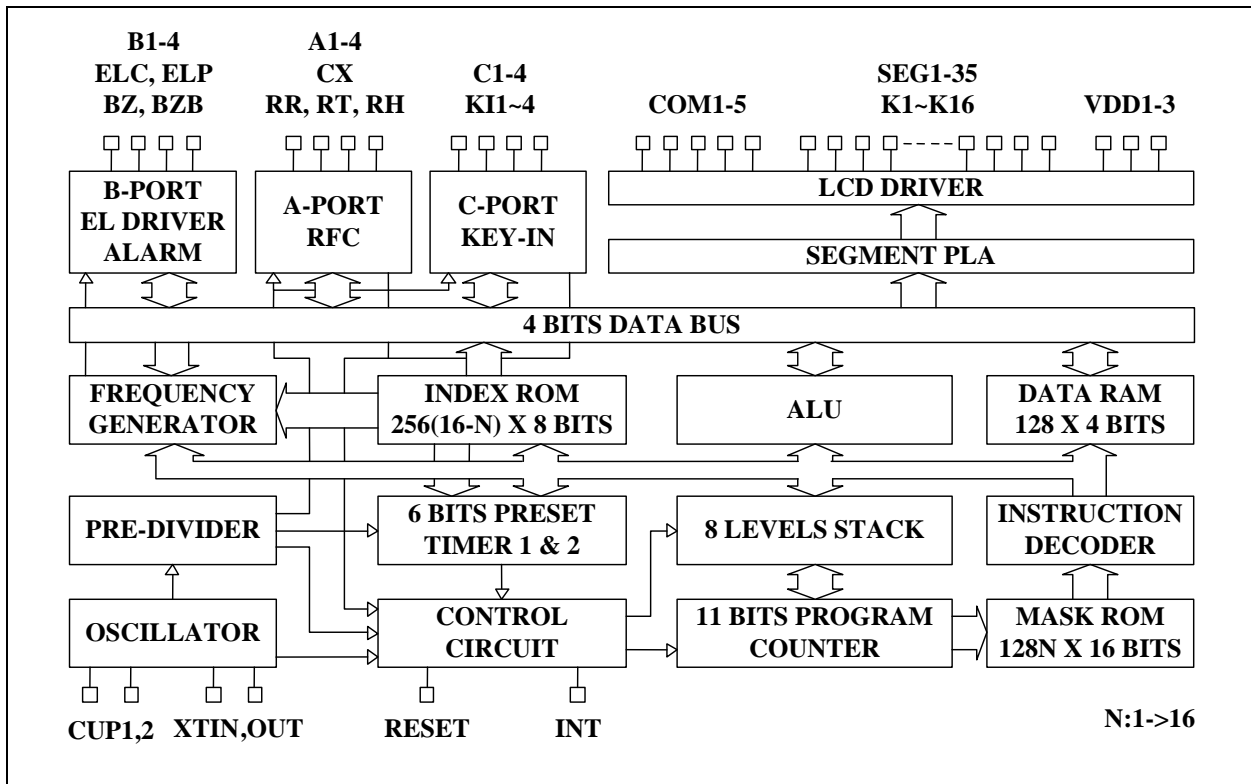 B1-4
ELC, ELP
BZ, BZB
A1-4
CX
RR, RT, RH
C1-4
KI1~4
COM1-5
SEG1-35
K1~K16
VDD1-3
B-PORT
EL DRIVER
ALARM
A-PORT
RFC
C-PORT
KEY-IN
LCD DRIVER
SEGMENT PLA
4 BITS DATA BUS
FREQUENCY
GENERATOR
INDEX ROM
256(16-N) X 8 BITS
ALU
DATA RAM
128 X 4 BITS
PRE-DIVIDER
6 BITS PRESET
TIMER 1 & 2
8 LEVELS STACK
INSTRUCTION
DECODER
OSCILLATOR
CONTROL
CIRCUIT
11 BITS PROGRAM
COUNTER
MASK ROM
128N X 16 BITS
CUP1,2
XTIN,OUT
RESET
INT
N:1->16